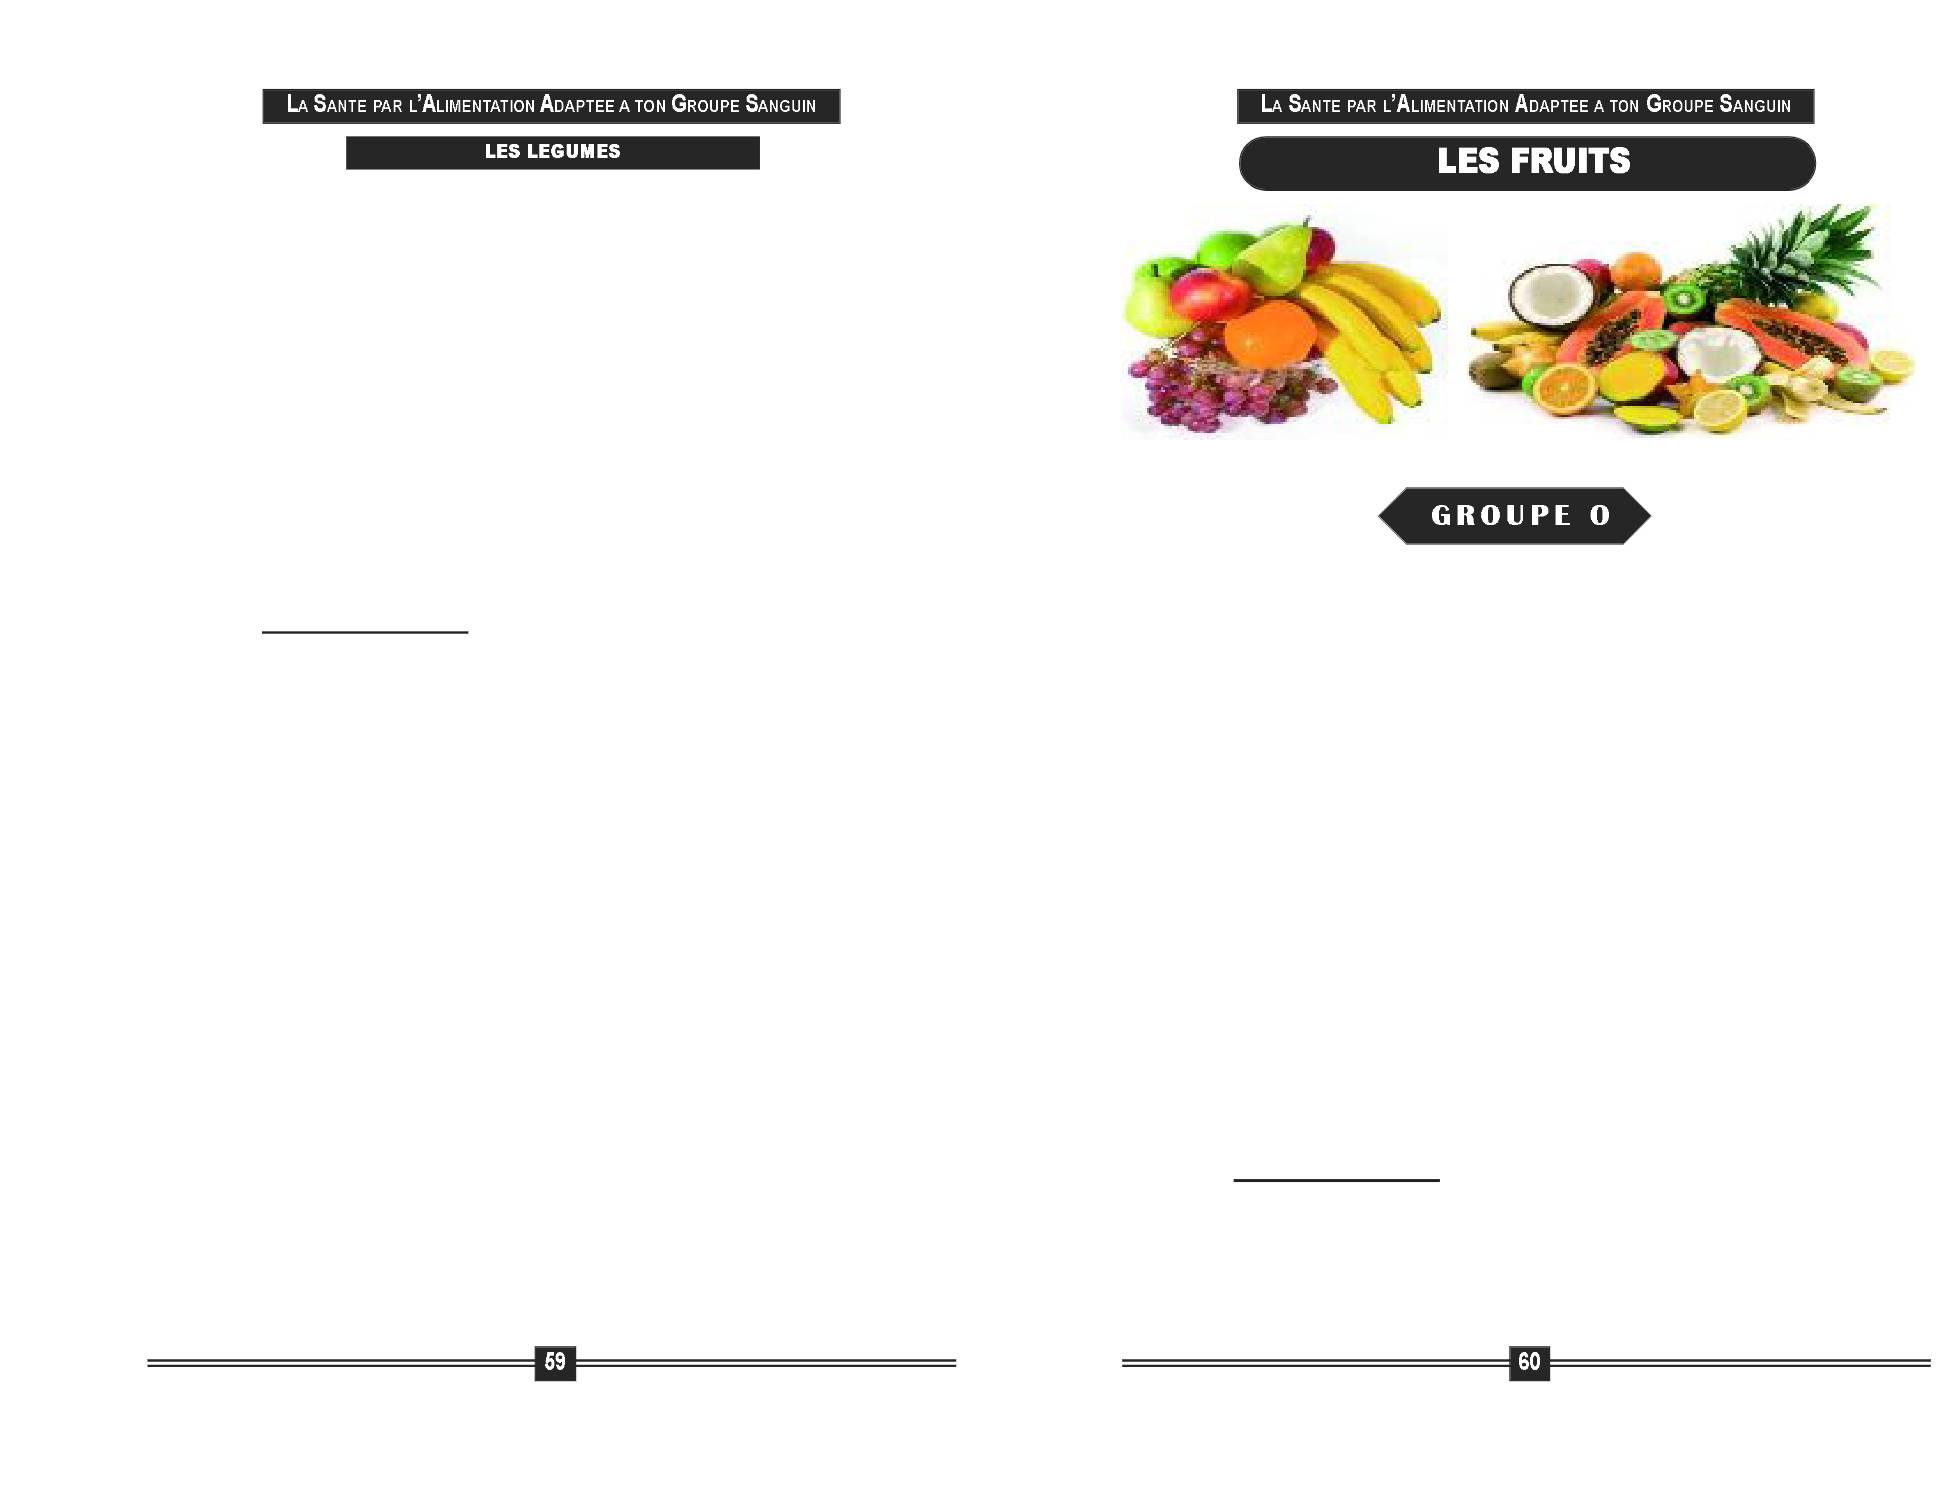 LA SANTE PAR L'ALIMENTATION ADAPTEE A TON GROUPE SANGUIN
LES LEGUMES
59
LA SANTE PAR L'ALIMENTATION ADAPTEE A TON GROUPE SANGUIN
LES FRUITS
GROUPE O
60